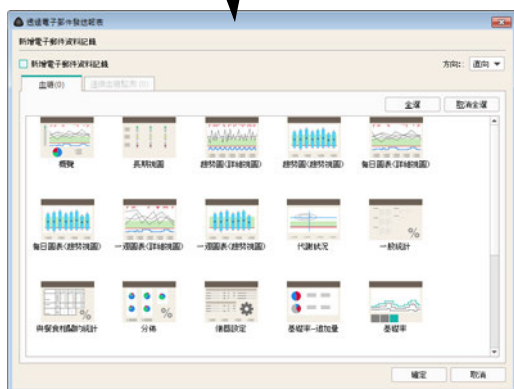 透過電子郵件發送報表
新增電子郵件資料記錄
新增電子郵件資料記錄
方向: 直向
血糖(0)
全選 取消全選
概覽 長期視圖 趨勢圖(詳細視圖) 趨勢圖(趨勢視圖) 每日圖表(詳細視圖)
每日圖表(趨勢視圖) 一週圖表(詳細視圖) 一週圖表(趨勢視圖) 代謝狀況 一般統計
與餐食相關的統計 分佈 儀器設定 基礎率-追加量 基礎率
確定 取消